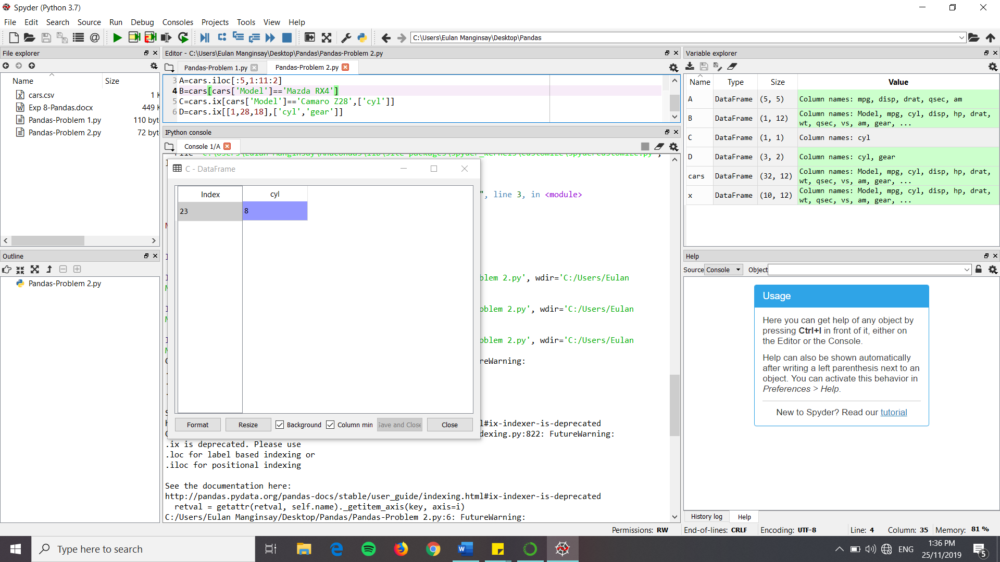 Spyder (Python 3.7)
File Edit Search Source Run Debug Consoles Projects Tools View Help
C:\Users\Eulan Manginsay\Desktop\Pandas
File explorer
Name Size
cars.csv 1 K
Exp 8-Pandas.docx 449 K
Pandas-Problem 1.py 110 byt
Pandas-Problem 2.py 72 byt
Outline
Pandas-Problem 2.py
Editor - C:\Users\Eulan Manginsay\Desktop\Pandas\Pandas-Problem 2.py
Pandas-Problem 1.py Pandas-Problem 2.py
3 A=cars.iloc[:5,1:11:2]
4 B=cars[cars['Model']=='Mazda RX4']
5 C=cars.ix[cars['Model']=='Camaro Z28',['cyl']]
6 D=cars.ix[[1,28,18],['cyl','gear']]
IPython console
Console 1/A
C - DataFrame
Index cyl
23 8
Format Resize Background Column min Save and Close Close
", line 3, in <module>
blem 2.py', wdir='C:/Users/Eulan
oblem 2.py', wdir='C:/Users/Eulan
oblem 2.py', wdir='C:/Users/Eulan
reWarning:
l#ix-indexer-is-deprecated
dexing.py:822: FutureWarning:
.ix is deprecated. Please use
.loc for label based indexing or
.iloc for positional indexing
See the documentation here:
http://pandas.pydata.org/pandas-docs/stable/user_guide/indexing.html#ix-indexer-is-deprecated
retval = getattr(retval, self.name)._getitem_axis(key, axis=i)
C:/Users/Eulan Manginsay/Desktop/Pandas/Pandas-Problem 2.py:6: FutureWarning:
Variable explorer
Name Type Size Value
A DataFrame (5, 5) Column names: mpg, disp, drat, qsec, am
B DataFrame (1, 12) Column names: Model, mpg, cyl, disp, hp, drat,
wt, qsec, vs, am, gear, ...
C DataFrame (1, 1) Column names: cyl
D DataFrame (3, 2) Column names: cyl, gear
cars DataFrame (32, 12) Column names: Model, mpg, cyl, disp, hp, drat,
wt, qsec, vs, am, gear, ...
x DataFrame (10, 12) Column names: Model, mpg, cyl, disp, hp, drat,
wt, qsec, vs, am, gear, ...
Help
Source Console Object
Usage
Here you can get help of any object by
pressing Ctrl+I in front of it, either on
the Editor or the Console.
Help can also be shown automatically
after writing a left parenthesis next to an
object. You can activate this behavior in
Preferences > Help.
New to Spyder? Read our tutorial
History log Help
Permissions: RW End-of-lines: CRLF Encoding: UTF-8 Line: 4 Column: 35 Memory: 81 %
Type here to search
ENG
1:36 PM
25/11/2019
5